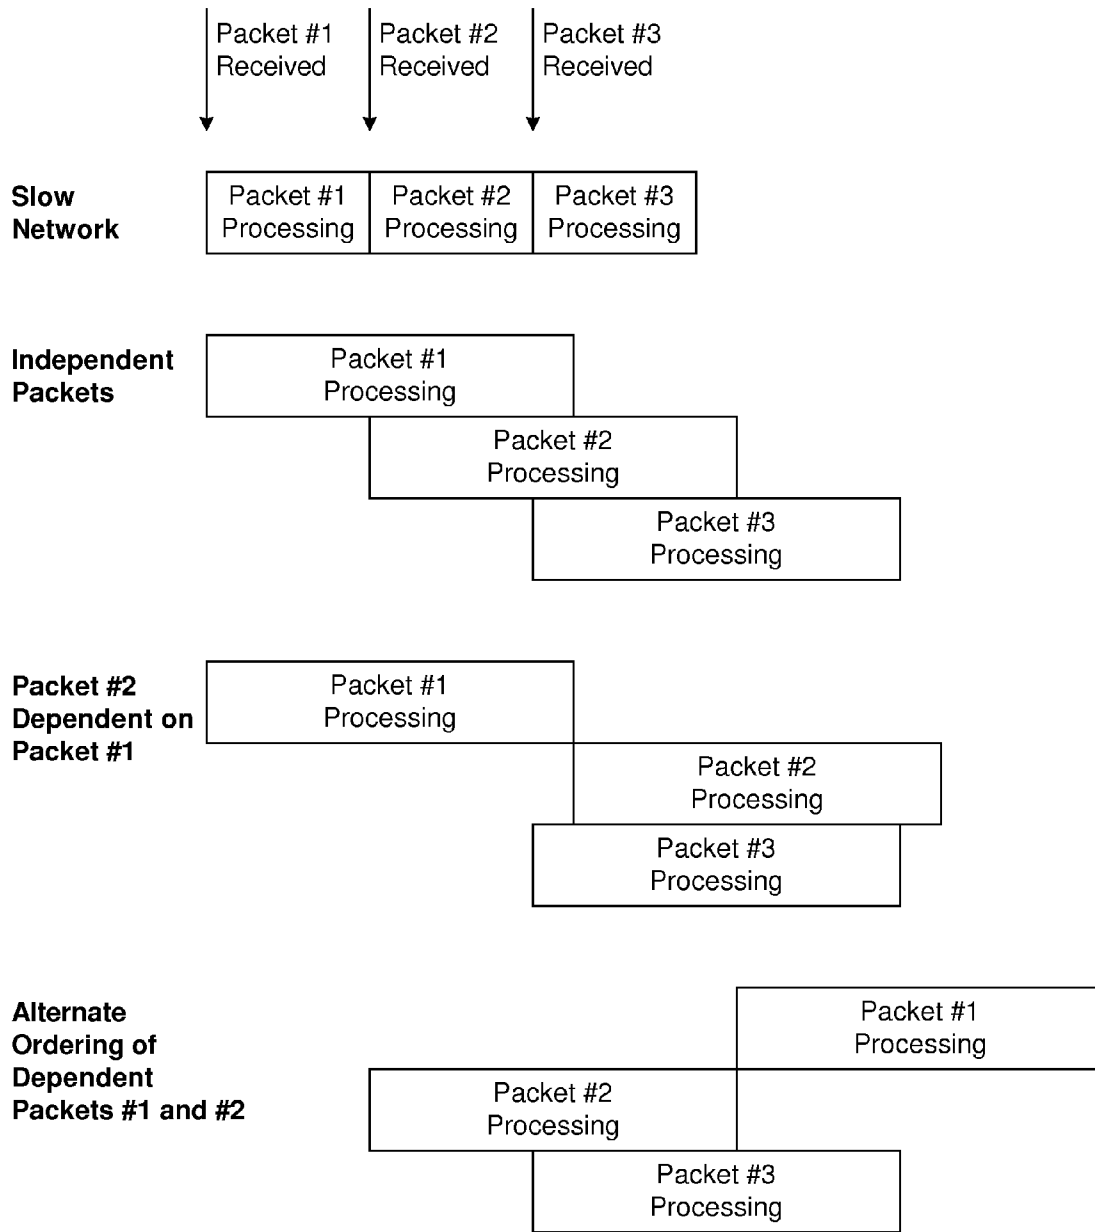 Packet #1
Received
Packet #2
Received
Packet #3
Received
Slow
Network
Packet #1
Processing
Packet #2
Processing
Packet #3
Processing
Independent
Packets
Packet #1
Processing
Packet #2
Processing
Packet #3
Processing
Packet #2
Dependent on
Packet #1
Packet #1
Processing
Packet #2
Processing
Packet #3
Processing
Alternate
Ordering of
Dependent
Packets #1 and #2
Packet #1
Processing
Packet #2
Processing
Packet #3
Processing